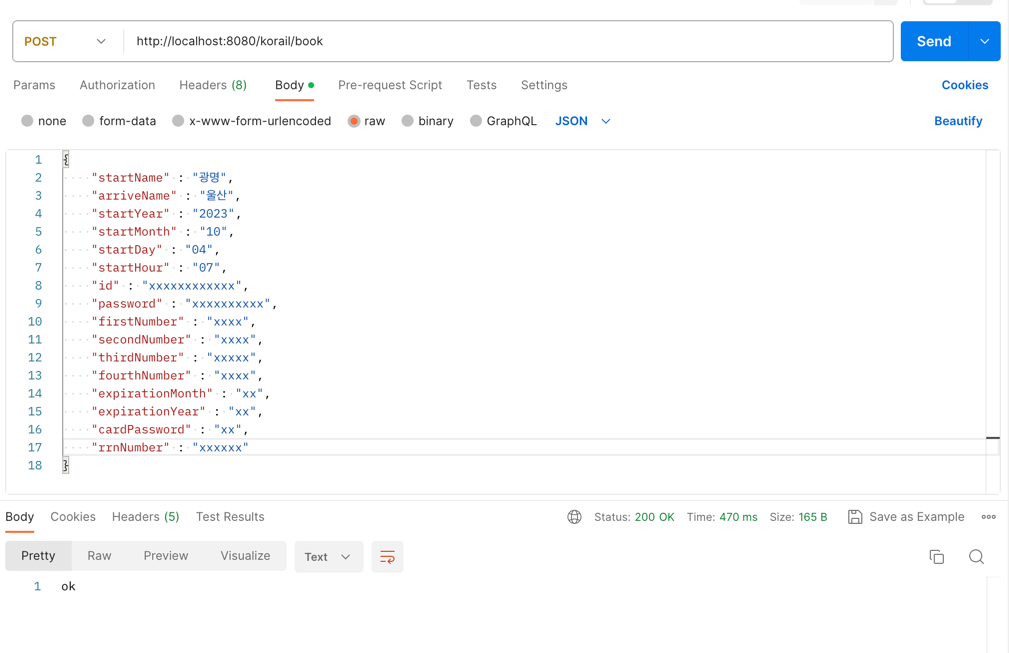 POST http://localhost:8080/korail/book Send
Params Authorization Headers (8) Body Pre-request Script Tests Settings Cookies
none form-data x-www-form-urlencoded raw binary GraphQL JSON Beautify
1 {
2 "startName" : "광명",
3 "arriveName" : "울산",
4 "startYear" : "2023",
5 "startMonth" : "10",
6 "startDay" : "04",
7 "startHour" : "07",
8 "id" : "xxxxxxxxxxxx",
9 "password" : "xxxxxxxxxx",
10 "firstNumber" : "xxxx",
11 "secondNumber" : "xxxx",
12 "thirdNumber" : "xxxxx",
13 "fourthNumber" : "xxxx",
14 "expirationMonth" : "xx",
15 "expirationYear" : "xx",
16 "cardPassword" : "xx",
17 "rrnNumber" : "xxxxxx"
18 }
Body Cookies Headers (5) Test Results Status: 200 OK Time: 470 ms Size: 165 B Save as Example
Pretty Raw Preview Visualize Text
1 ok